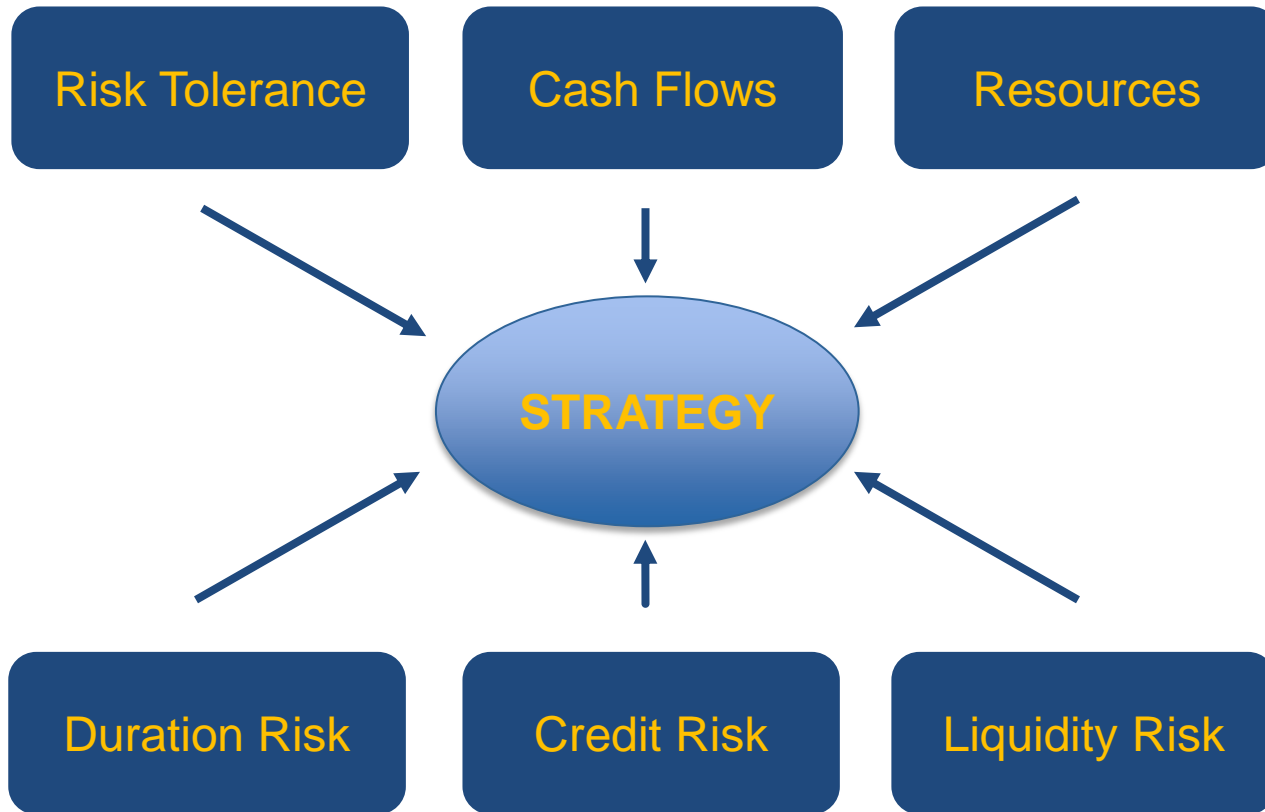 Risk Tolerance
Cash Flows
Resources
STRATEGY
Duration Risk
Credit Risk
Liquidity Risk